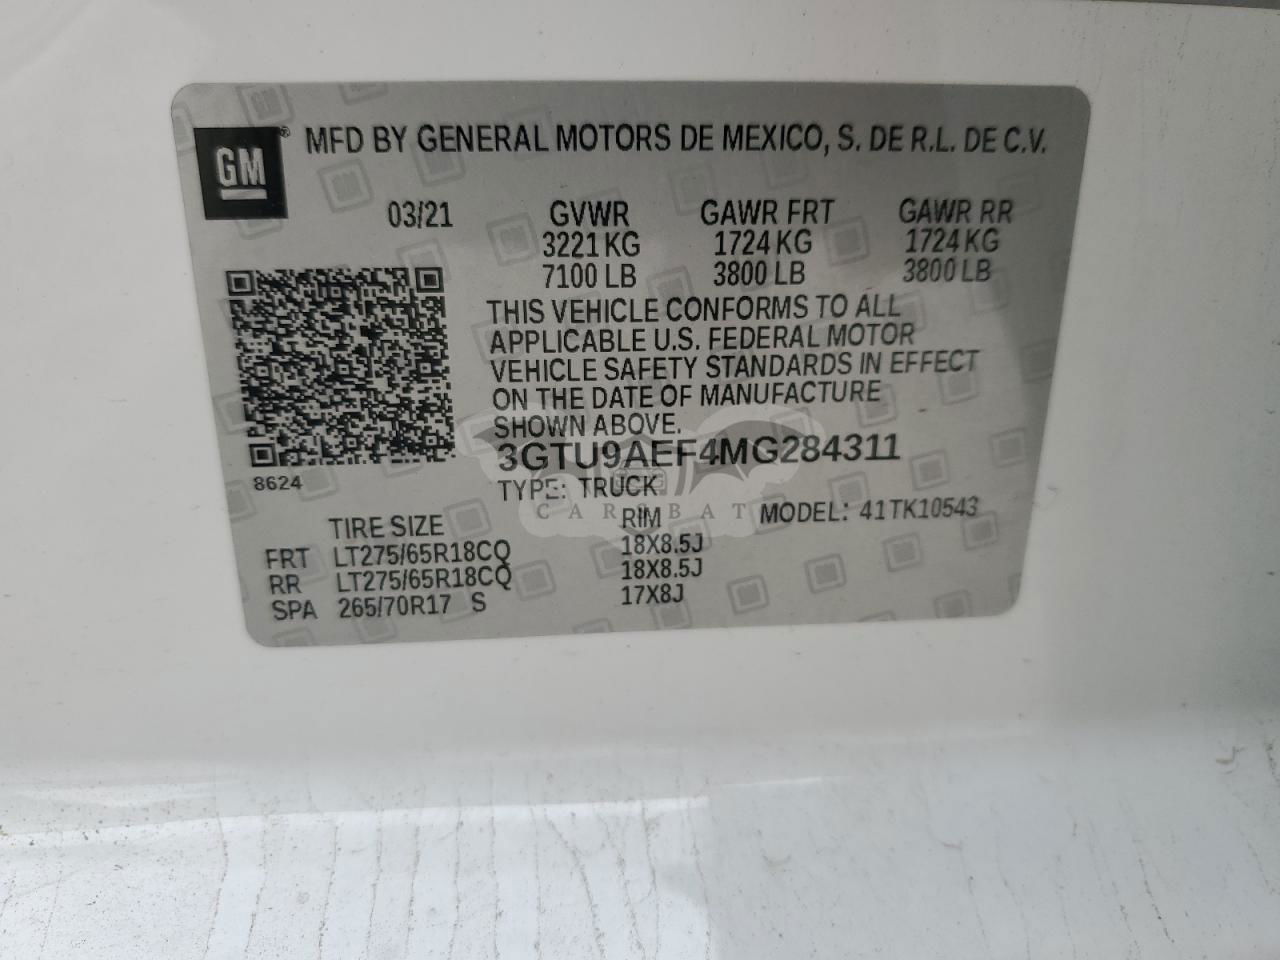 GM ® MFD BY GENERAL MOTORS DE MEXICO, S. DE R.L. DE C.V.
03/21 GVWR GAWR FRT GAWR RR
3221 KG 1724 KG 1724 KG
7100 LB 3800 LB 3800 LB
THIS VEHICLE CONFORMS TO ALL
APPLICABLE U.S. FEDERAL MOTOR
VEHICLE SAFETY STANDARDS IN EFFECT
ON THE DATE OF MANUFACTURE
SHOWN ABOVE.
3GTU9AEF4MG284311
8624 TYPE: TRUCK
CAROBAT
TIRE SIZE RIM MODEL: 41TK10543
FRT LT275/65R18CQ 18X8.5J
RR LT275/65R18CQ 18X8.5J
SPA 265/70R17 S 17X8J